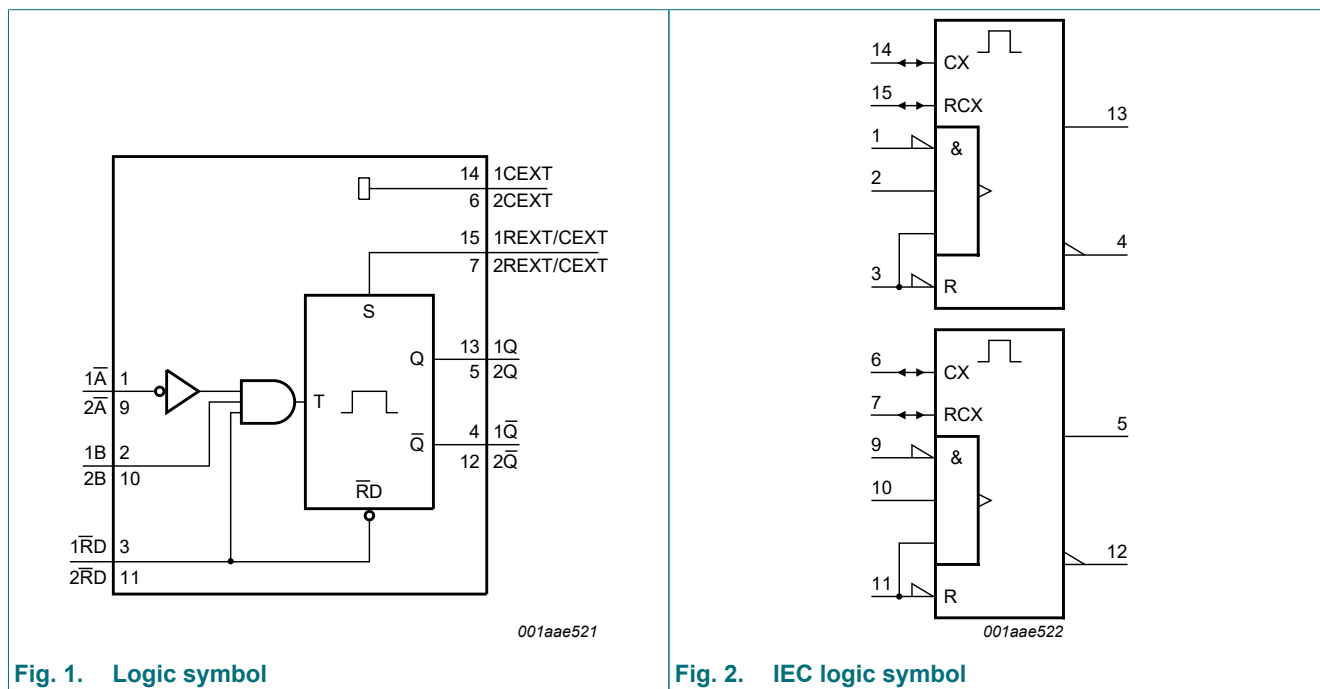 14 1CEXT
6 2CEXT
15 1REXT/CEXT
7 2REXT/CEXT
S
Q
13 1Q
5 2Q
1A̅ 1
2A̅ 9
T
Q̅
4 1Q̅
12 2Q̅
1B 2
2B 10
R̅D
1R̅D̅ 3
2R̅D̅ 11
001aae521
Fig. 1. Logic symbol
14
CX
15
RCX
13
1
&
2
4
3
R
6
CX
7
RCX
5
9
&
10
12
11
R
001aae522
Fig. 2. IEC logic symbol